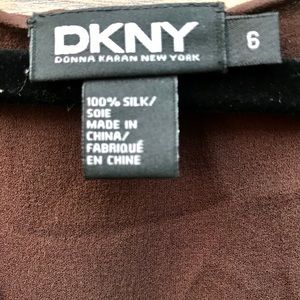 DKNY
DONNA KARAN NEW YORK
6
100% SILK/
SOIE
MADE IN
CHINA/
FABRIQUÉ
EN CHINE